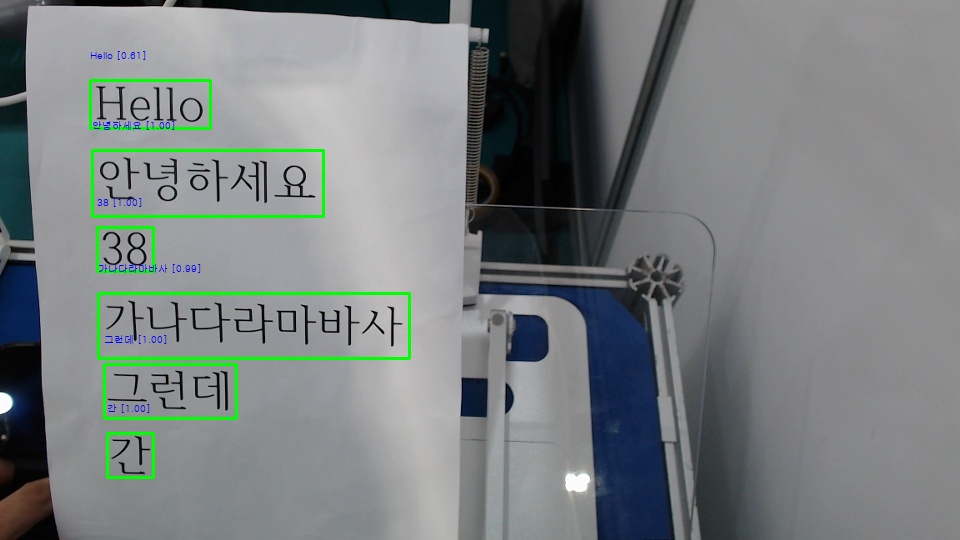 Hello [0.61]
Hello
안녕하세요 [1.00]
안녕하세요
38 [1.00]
38
가나다라마바사 [0.99]
가나다라마바사
그런데 [1.00]
그런데
간 [1.00]
간